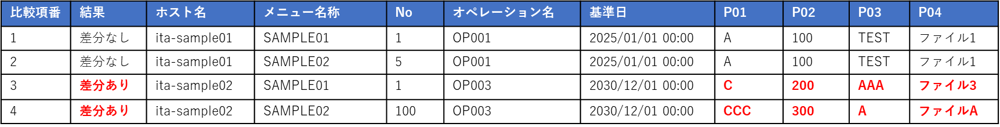 比較項番 結果 ホスト名 メニュー名称 No オペレーション名 基準日 P01 P02 P03 P04
1 差分なし ita-sample01 SAMPLE01 1 OP001 2025/01/01 00:00 A 100 TEST ファイル1
2 差分なし ita-sample01 SAMPLE02 5 OP001 2025/01/01 00:00 A 100 TEST ファイル1
3 差分あり ita-sample02 SAMPLE01 1 OP003 2030/12/01 00:00 C 200 AAA ファイル3
4 差分あり ita-sample02 SAMPLE02 100 OP003 2030/12/01 00:00 CCC 300 A ファイルA